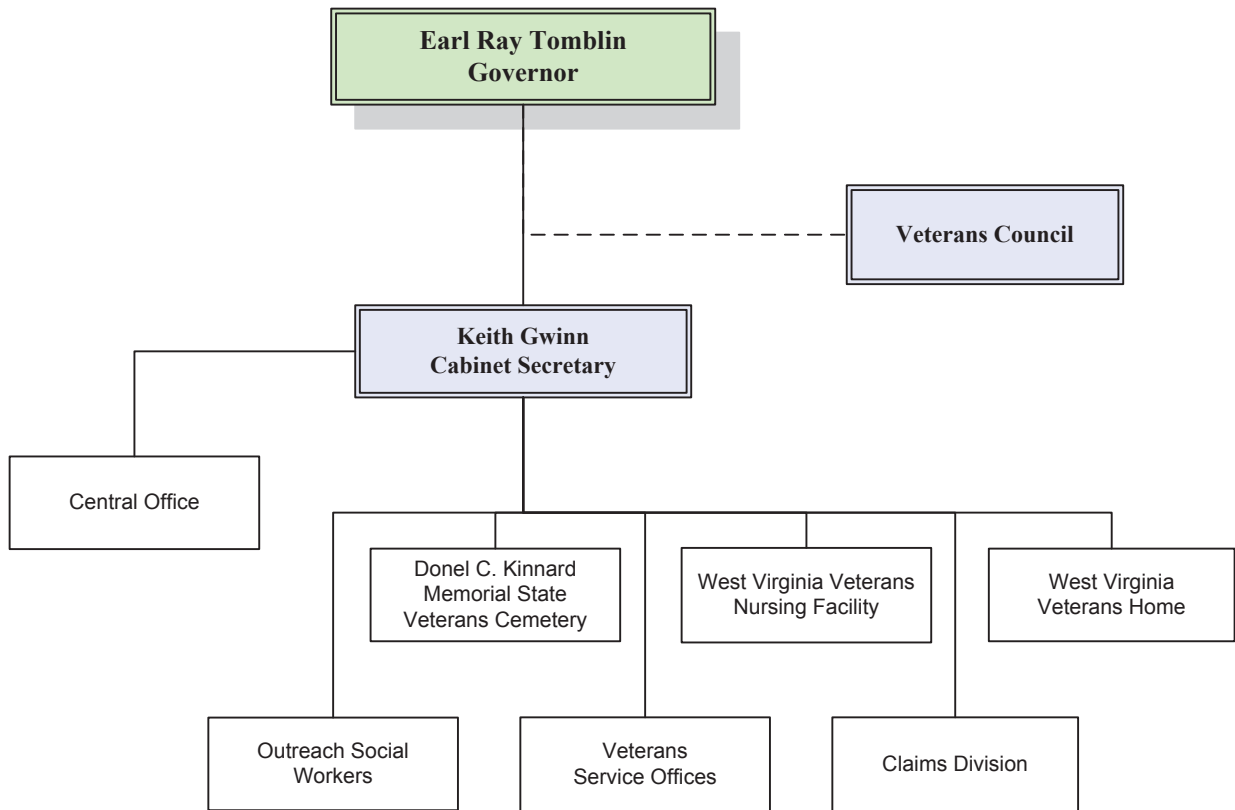 Earl Ray Tomblin
Governor
Veterans Council
Keith Gwinn
Cabinet Secretary
Central Office
Donel C. Kinnard
Memorial State
Veterans Cemetery
West Virginia Veterans
Nursing Facility
West Virginia
Veterans Home
Outreach Social
Workers
Veterans
Service Offices
Claims Division